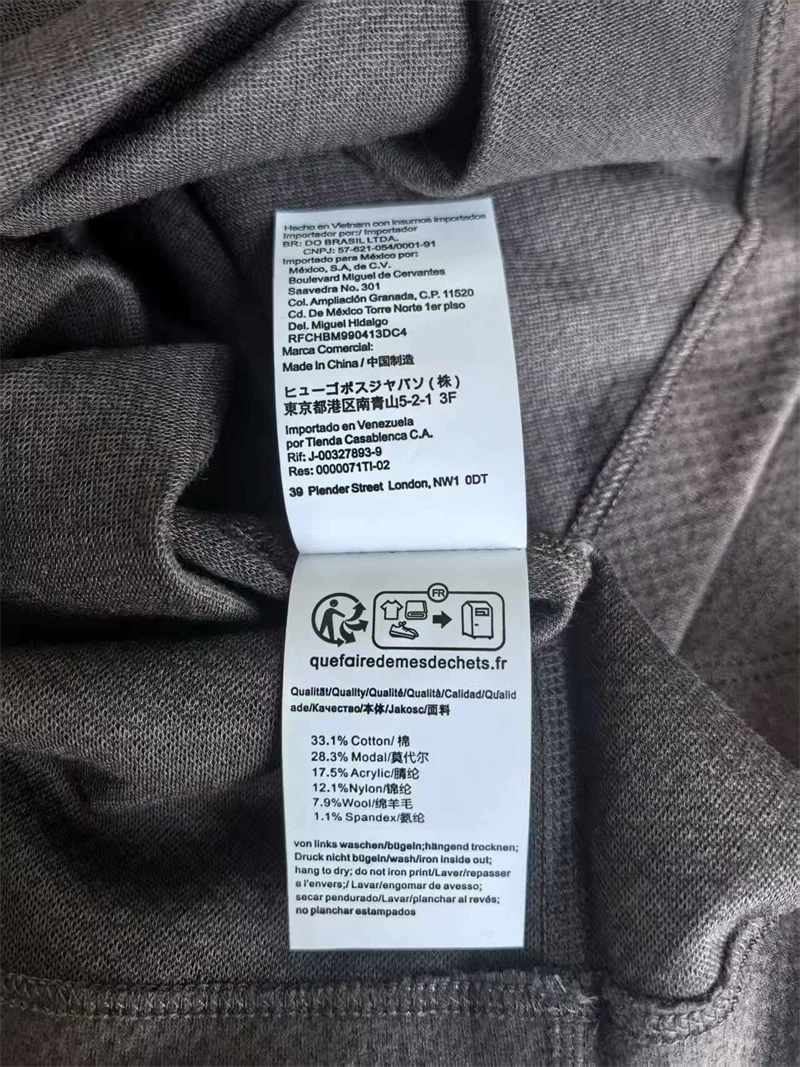 Hecho en Vietnam con Insumos Importados
Importador por:/ Importador
BR: DO BRASIL LTDA.
CNPJ: 57-621-054/0001-91
Importado para México por:
México, S,A, de C.V.
Boulevard Miguel de Cervantes
Saavedra No. 301
Col. Ampliación Granada, C.P. 11520
Cd. De México Torre Norte 1er piso
Del. Miguel Hidalgo
RFCHBM990413DC4
Marca Comercial:
Made in China / 中国制造
ヒューゴボスジャパソ(株)
東京都港区南青山5-2-1 3F
Importado en Venezuela
por Tienda Casablenca C.A.
Rif: J-00327893-9
Res: 0000071TI-02
39 Plender Street London, NW1 0DT
FR
quefairedemesdechets.fr
Qualität/Quallty/Qualité/Qualità/Calidad/Qualid
ade/Качество/本体/Jakosc/面料
33.1% Cotton/ 棉
28.3% Modal/莫代尔
17.5% Acrylic/腈纶
12.1%Nylon/锦纶
7.9%Wool/绵羊毛
1.1% Spandex/氨纶
von links waschen/bügeln;hängend trocknen;
Druck nicht bügeln/wash/iron inside out;
hang to dry; do not iron print/Laver/repasser
a l'envers;/ Lavar/engomar de avesso;
secar pendurado/Lavar/planchar al revés;
no planchar estampados